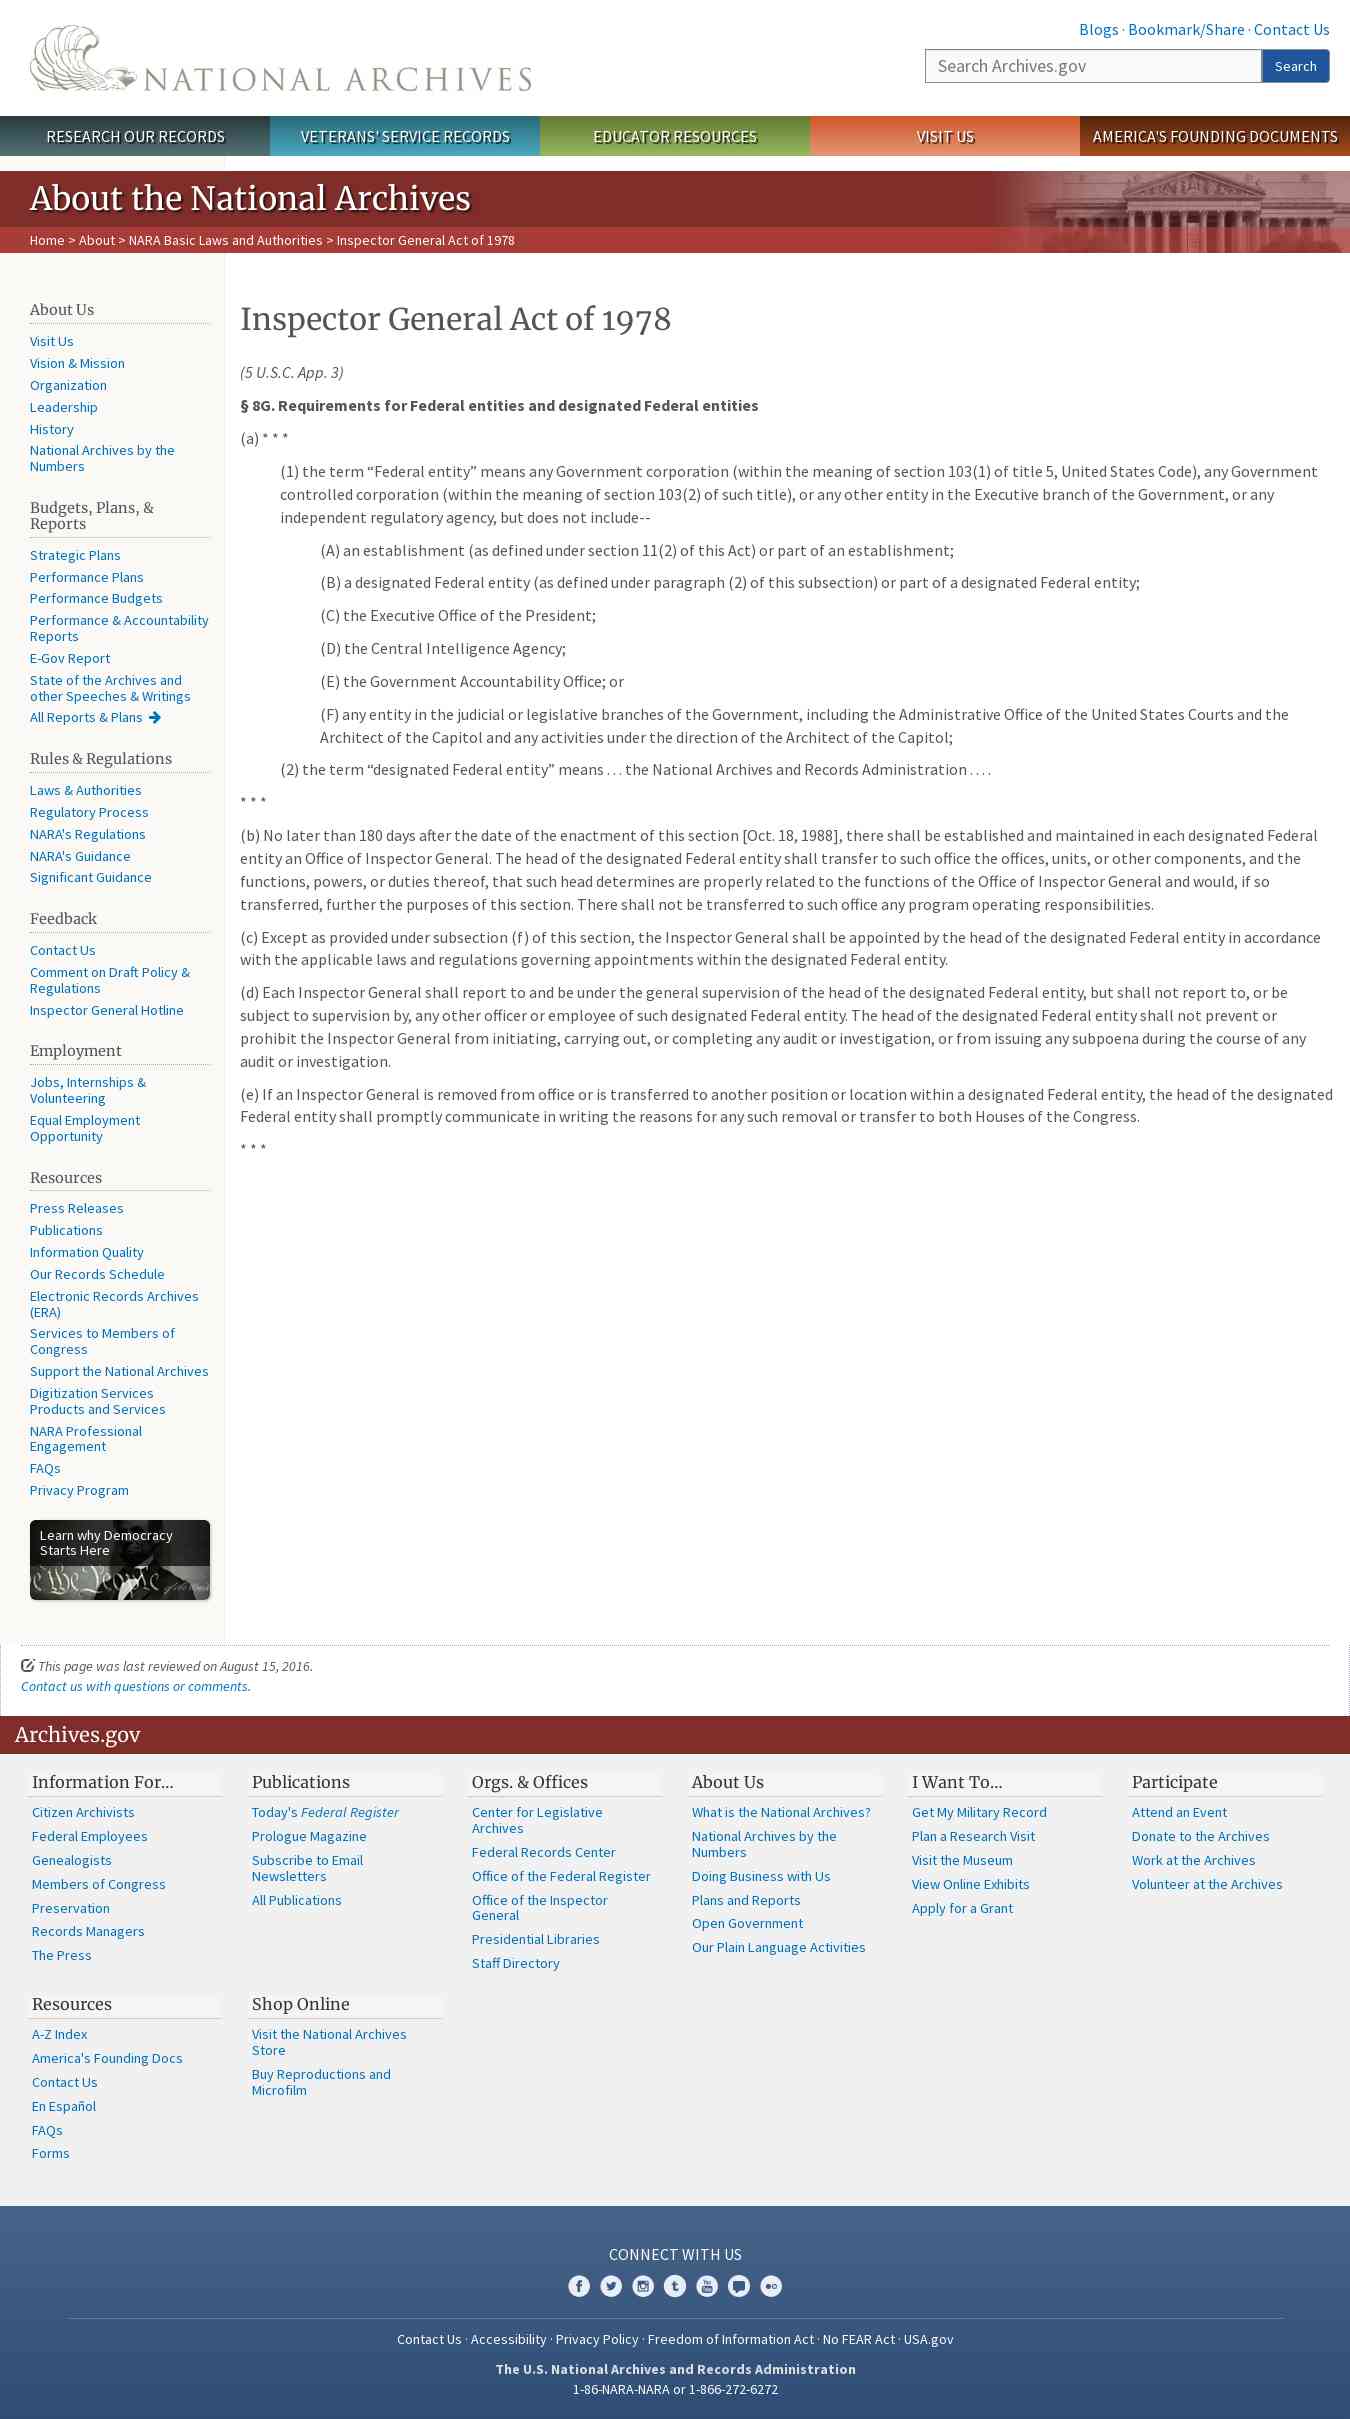 Blogs · Bookmark/Share · Contact Us
NATIONAL ARCHIVES
Search Archives.gov
Search
RESEARCH OUR RECORDS
VETERANS' SERVICE RECORDS
EDUCATOR RESOURCES
VISIT US
AMERICA'S FOUNDING DOCUMENTS
About the National Archives
Home > About > NARA Basic Laws and Authorities > Inspector General Act of 1978
About Us
Visit Us
Vision & Mission
Organization
Leadership
History
National Archives by the
Numbers
Budgets, Plans, &
Reports
Strategic Plans
Performance Plans
Performance Budgets
Performance & Accountability
Reports
E-Gov Report
State of the Archives and
other Speeches & Writings
All Reports & Plans
Rules & Regulations
Laws & Authorities
Regulatory Process
NARA's Regulations
NARA's Guidance
Significant Guidance
Feedback
Contact Us
Comment on Draft Policy &
Regulations
Inspector General Hotline
Employment
Jobs, Internships &
Volunteering
Equal Employment
Opportunity
Resources
Press Releases
Publications
Information Quality
Our Records Schedule
Electronic Records Archives
(ERA)
Services to Members of
Congress
Support the National Archives
Digitization Services
Products and Services
NARA Professional
Engagement
FAQs
Privacy Program
Learn why Democracy
Starts Here
e the People
Inspector General Act of 1978
(5 U.S.C. App. 3)
§ 8G. Requirements for Federal entities and designated Federal entities
(a) * * *
(1) the term “Federal entity” means any Government corporation (within the meaning of section 103(1) of title 5, United States Code), any Government
controlled corporation (within the meaning of section 103(2) of such title), or any other entity in the Executive branch of the Government, or any
independent regulatory agency, but does not include--
(A) an establishment (as defined under section 11(2) of this Act) or part of an establishment;
(B) a designated Federal entity (as defined under paragraph (2) of this subsection) or part of a designated Federal entity;
(C) the Executive Office of the President;
(D) the Central Intelligence Agency;
(E) the Government Accountability Office; or
(F) any entity in the judicial or legislative branches of the Government, including the Administrative Office of the United States Courts and the
Architect of the Capitol and any activities under the direction of the Architect of the Capitol;
(2) the term “designated Federal entity” means . . . the National Archives and Records Administration . . . .
* * *
(b) No later than 180 days after the date of the enactment of this section [Oct. 18, 1988], there shall be established and maintained in each designated Federal
entity an Office of Inspector General. The head of the designated Federal entity shall transfer to such office the offices, units, or other components, and the
functions, powers, or duties thereof, that such head determines are properly related to the functions of the Office of Inspector General and would, if so
transferred, further the purposes of this section. There shall not be transferred to such office any program operating responsibilities.
(c) Except as provided under subsection (f) of this section, the Inspector General shall be appointed by the head of the designated Federal entity in accordance
with the applicable laws and regulations governing appointments within the designated Federal entity.
(d) Each Inspector General shall report to and be under the general supervision of the head of the designated Federal entity, but shall not report to, or be
subject to supervision by, any other officer or employee of such designated Federal entity. The head of the designated Federal entity shall not prevent or
prohibit the Inspector General from initiating, carrying out, or completing any audit or investigation, or from issuing any subpoena during the course of any
audit or investigation.
(e) If an Inspector General is removed from office or is transferred to another position or location within a designated Federal entity, the head of the designated
Federal entity shall promptly communicate in writing the reasons for any such removal or transfer to both Houses of the Congress.
* * *
This page was last reviewed on August 15, 2016.
Contact us with questions or comments.
Archives.gov
Information For…
Citizen Archivists
Federal Employees
Genealogists
Members of Congress
Preservation
Records Managers
The Press
Publications
Today's Federal Register
Prologue Magazine
Subscribe to Email
Newsletters
All Publications
Orgs. & Offices
Center for Legislative
Archives
Federal Records Center
Office of the Federal Register
Office of the Inspector
General
Presidential Libraries
Staff Directory
About Us
What is the National Archives?
National Archives by the
Numbers
Doing Business with Us
Plans and Reports
Open Government
Our Plain Language Activities
I Want To…
Get My Military Record
Plan a Research Visit
Visit the Museum
View Online Exhibits
Apply for a Grant
Participate
Attend an Event
Donate to the Archives
Work at the Archives
Volunteer at the Archives
Resources
A-Z Index
America's Founding Docs
Contact Us
En Español
FAQs
Forms
Shop Online
Visit the National Archives
Store
Buy Reproductions and
Microfilm
CONNECT WITH US
Contact Us · Accessibility · Privacy Policy · Freedom of Information Act · No FEAR Act · USA.gov
The U.S. National Archives and Records Administration
1-86-NARA-NARA or 1-866-272-6272